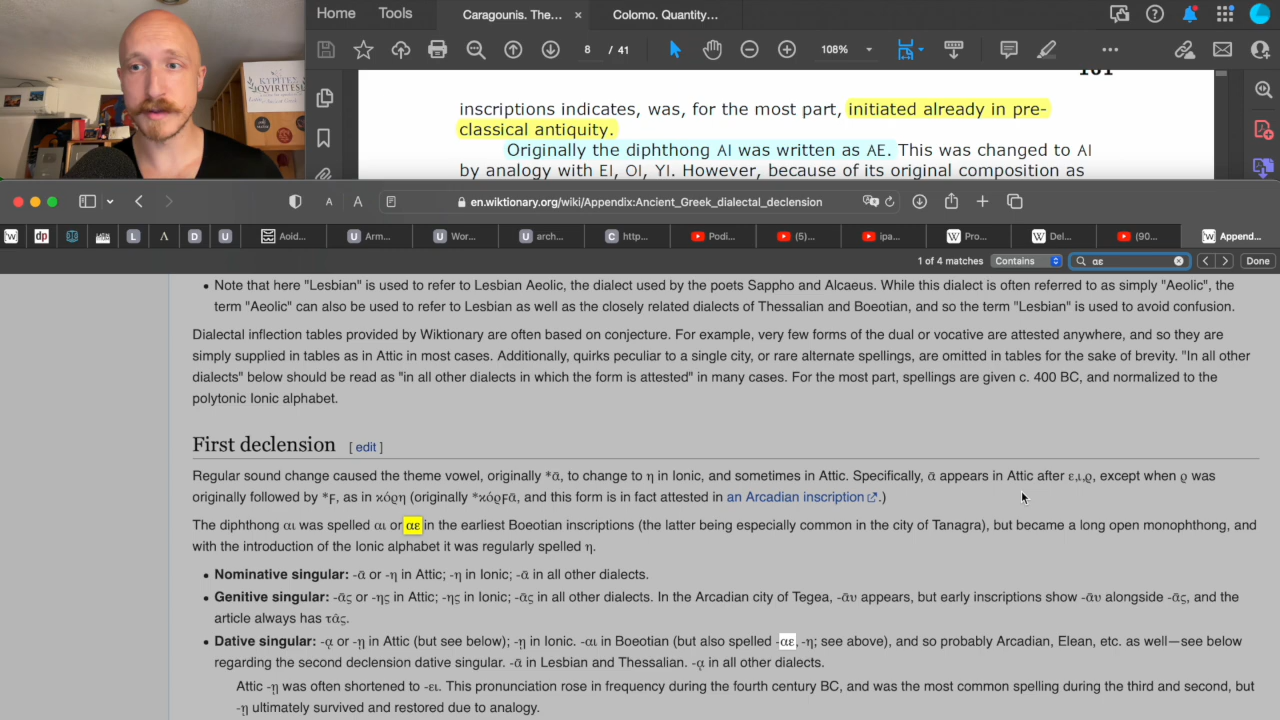 Home Tools Caragounis. The... × Colomo. Quantity...
8 / 41 108%
161
inscriptions indicates, was, for the most part, initiated already in pre-
classical antiquity.
Originally the diphthong AI was written as AE. This was changed to AI
by analogy with EI, OI, YI. However, because of its original composition as
en.wiktionary.org/wiki/Appendix:Ancient_Greek_dialectal_declension
W dp L Λ D U Aoid... U Arm... U Wor... U arch... C http... Podi... (5)... ipa... W Pro... W Del... (90... W Append...
1 of 4 matches Contains αε Done
• Note that here "Lesbian" is used to refer to Lesbian Aeolic, the dialect used by the poets Sappho and Alcaeus. While this dialect is often referred to as simply "Aeolic", the
term "Aeolic" can also be used to refer to Lesbian as well as the closely related dialects of Thessalian and Boeotian, and so the term "Lesbian" is used to avoid confusion.
Dialectal inflection tables provided by Wiktionary are often based on conjecture. For example, very few forms of the dual or vocative are attested anywhere, and so they are
simply supplied in tables as in Attic in most cases. Additionally, quirks peculiar to a single city, or rare alternate spellings, are omitted in tables for the sake of brevity. "In all other
dialects" below should be read as "in all other dialects in which the form is attested" in many cases. For the most part, spellings are given c. 400 BC, and normalized to the
polytonic Ionic alphabet.
First declension [ edit ]
Regular sound change caused the theme vowel, originally *ᾱ, to change to η in Ionic, and sometimes in Attic. Specifically, ᾱ appears in Attic after ε,ι,ρ, except when ρ was
originally followed by *ϝ, as in κόρη (originally *κόρϝᾱ, and this form is in fact attested in an Arcadian inscription.)
The diphthong αι was spelled αι or αε in the earliest Boeotian inscriptions (the latter being especially common in the city of Tanagra), but became a long open monophthong, and
with the introduction of the Ionic alphabet it was regularly spelled η.
• Nominative singular: -ᾱ or -η in Attic; -η in Ionic; -ᾱ in all other dialects.
• Genitive singular: -ᾱς or -ης in Attic; -ης in Ionic; -ᾱς in all other dialects. In the Arcadian city of Tegea, -ᾱυ appears, but early inscriptions show -ᾱυ alongside -ᾱς, and the
article always has τᾶς.
• Dative singular: -ᾳ or -ῃ in Attic (but see below); -ῃ in Ionic. -αι in Boeotian (but also spelled -αε, -η; see above), and so probably Arcadian, Elean, etc. as well—see below
regarding the second declension dative singular. -ᾱ in Lesbian and Thessalian. -ᾳ in all other dialects.
Attic -ῃ was often shortened to -ει. This pronunciation rose in frequency during the fourth century BC, and was the most common spelling during the third and second, but
-ῃ ultimately survived and restored due to analogy.